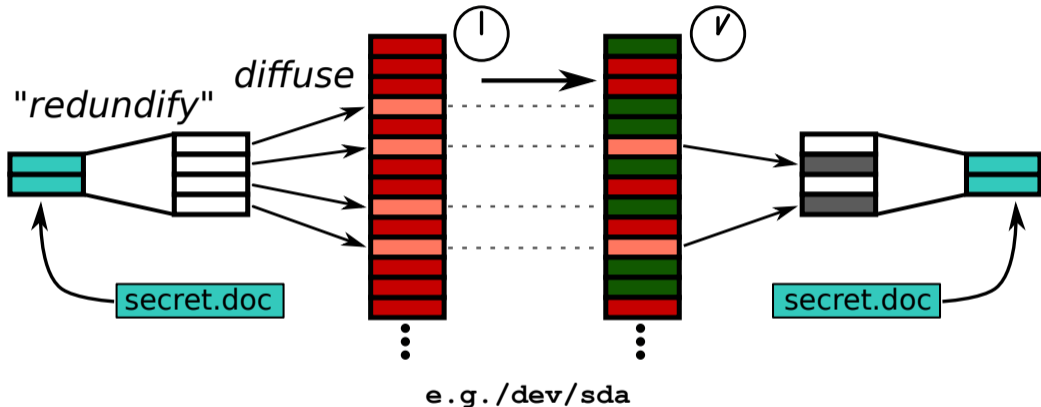 diffuse
"redundify"
secret.doc
secret.doc
e.g./dev/sda